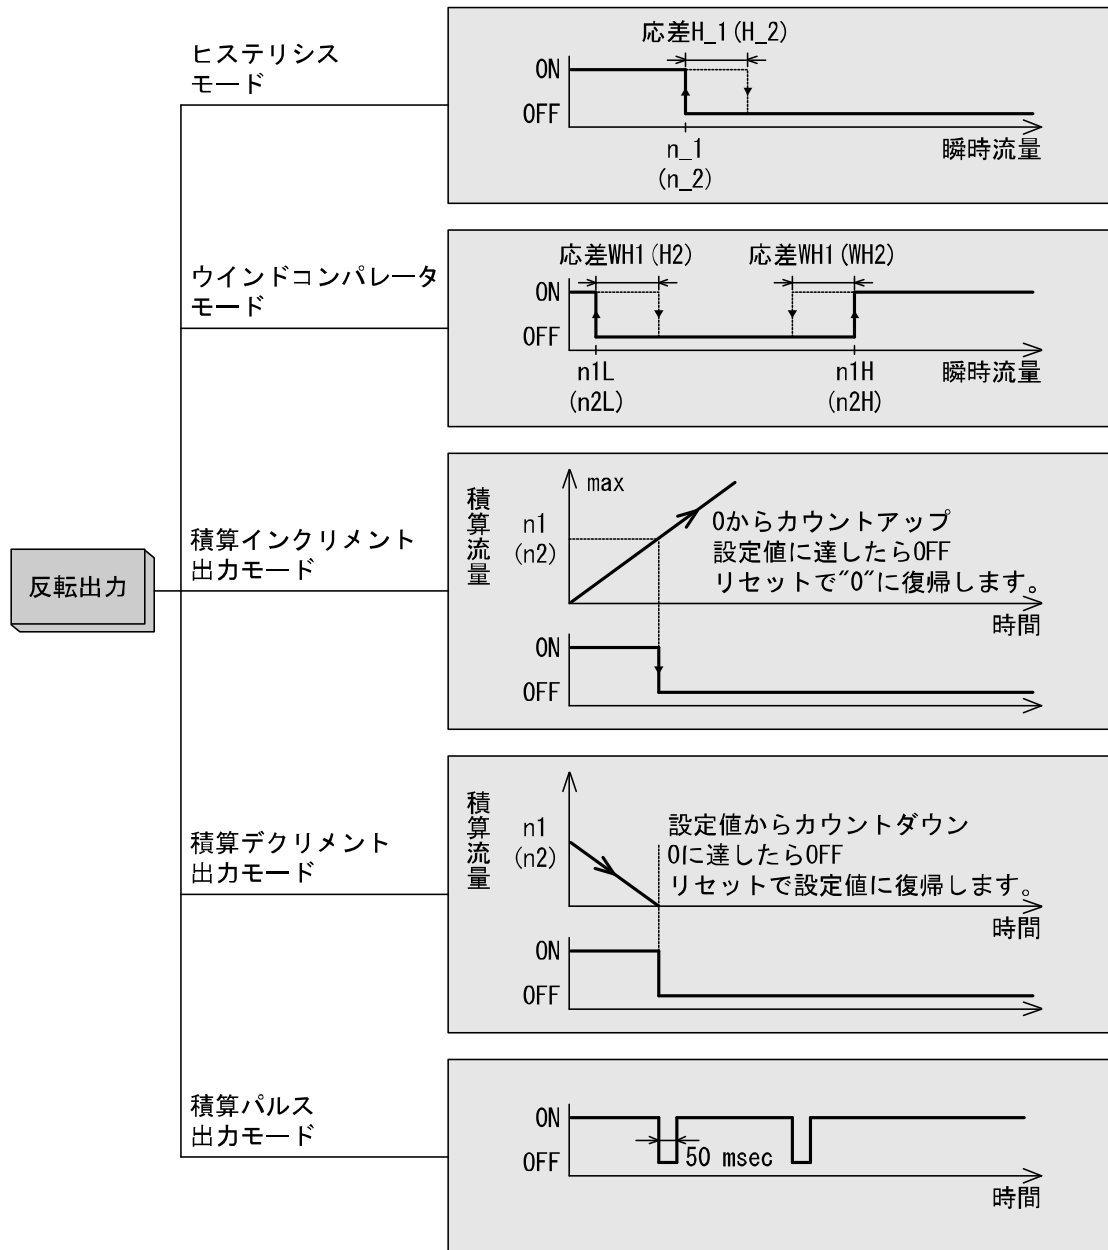 反転出力
ヒステリシス
モード
応差H_1(H_2)
ON
OFF
n_1
(n_2)
瞬時流量
ウインドコンパレータ
モード
応差WH1(H2)
応差WH1(WH2)
ON
OFF
n1L
(n2L)
n1H
(n2H)
瞬時流量
積算インクリメント
出力モード
積算流量
max
n1
(n2)
0からカウントアップ
設定値に達したらOFF
リセットで"0"に復帰します。
時間
ON
OFF
積算デクリメント
出力モード
積算流量
n1
(n2)
設定値からカウントダウン
0に達したらOFF
リセットで設定値に復帰します。
時間
ON
OFF
積算パルス
出力モード
ON
OFF
50 msec
時間